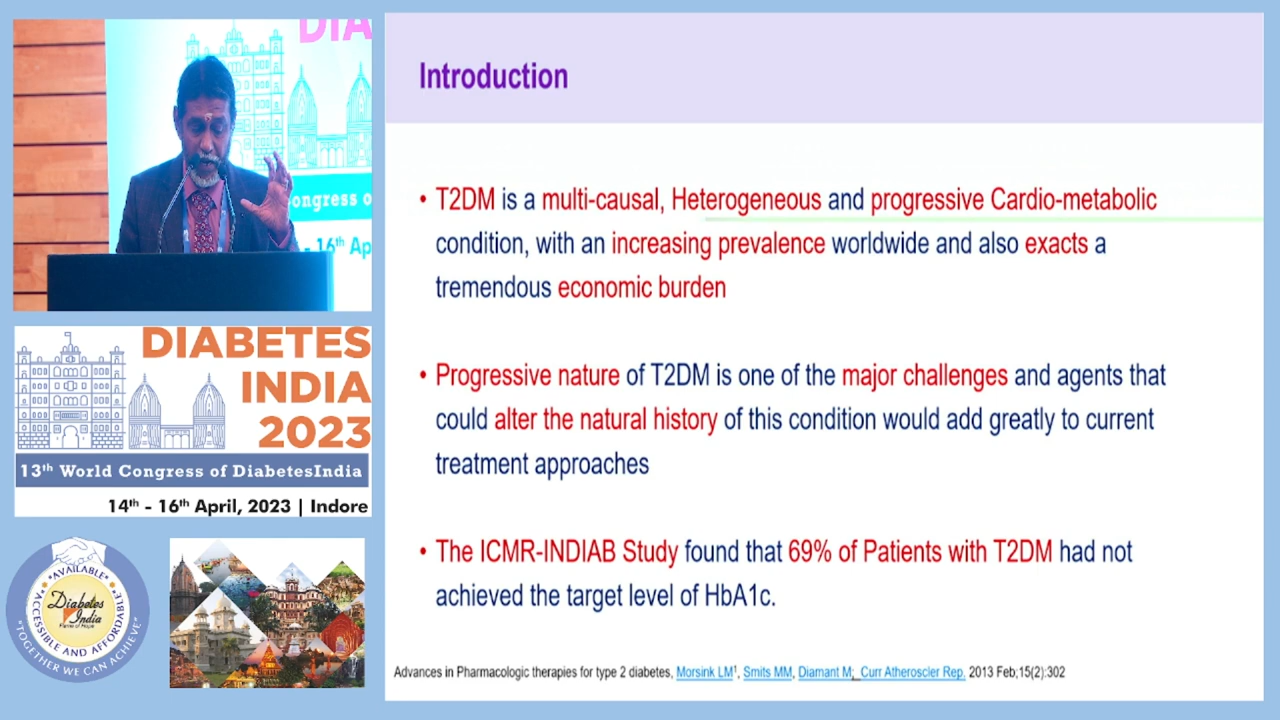 DIA
ongress o
- 16th Ap
DIABETES
INDIA
2023
13th World Congress of DiabetesIndia
14th - 16th April, 2023 | Indore
"AVAILABLE"
"ACCESSIBLE AND AFFORDABLE"
Diabetes
India
"TOGETHER WE CAN ACHIEVE"
Introduction
• T2DM is a multi-causal, Heterogeneous and progressive Cardio-metabolic
condition, with an increasing prevalence worldwide and also exacts a
tremendous economic burden
• Progressive nature of T2DM is one of the major challenges and agents that
could alter the natural history of this condition would add greatly to current
treatment approaches
• The ICMR-INDIAB Study found that 69% of Patients with T2DM had not
achieved the target level of HbA1c.
Advances in Pharmacologic therapies for type 2 diabetes, Morsink LM1, Smits MM, Diamant M; Curr Atheroscler Rep. 2013 Feb;15(2):302